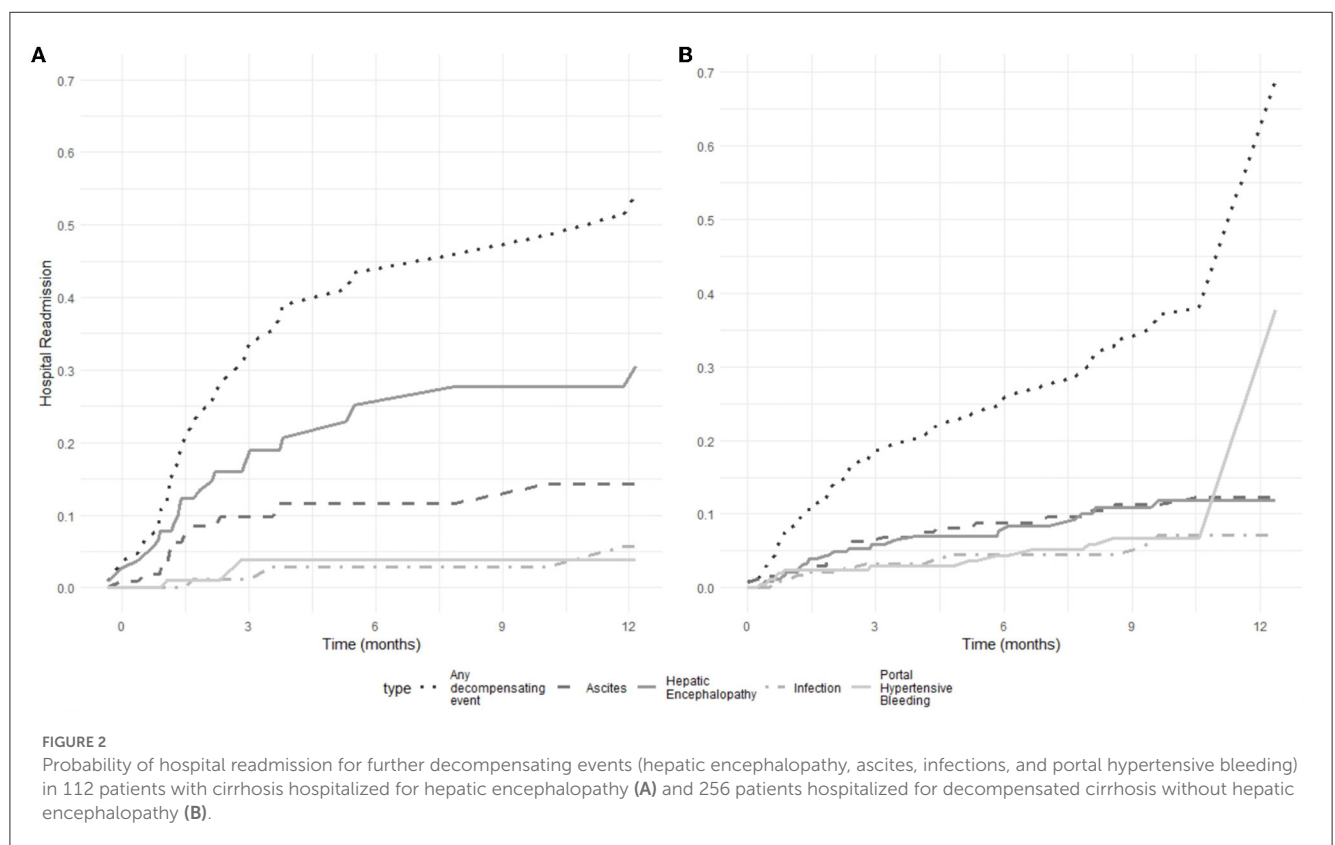 A
B
0.7
0.6
0.5
0.4
0.3
0.2
0.1
0.0
Hospital Readmission
0 3 6 9 12
Time (months)
0.7
0.6
0.5
0.4
0.3
0.2
0.1
0.0
0 3 6 9 12
Time (months)
type
Any
decompensating
event
Ascites
Hepatic
Encephalopathy
Infection
Portal
Hypertensive
Bleeding
FIGURE 2
Probability of hospital readmission for further decompensating events (hepatic encephalopathy, ascites, infections, and portal hypertensive bleeding)
in 112 patients with cirrhosis hospitalized for hepatic encephalopathy (A) and 256 patients hospitalized for decompensated cirrhosis without hepatic
encephalopathy (B).